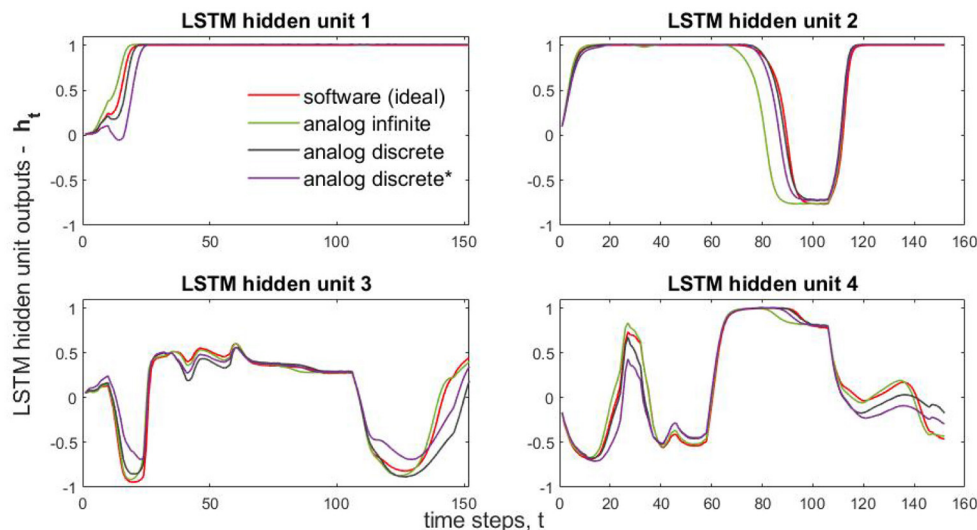 LSTM hidden unit 1
LSTM hidden unit 2
1
0.5
0
-0.5
-1
software (ideal)
analog infinite
analog discrete
analog discrete*
0 50 100 150
1
0.5
0
-0.5
-1
0 20 40 60 80 100 120 140 160
LSTM hidden unit outputs - ht
LSTM hidden unit 3
LSTM hidden unit 4
1
0.5
0
-0.5
-1
0 50 100 150
1
0.5
0
-0.5
-1
0 20 40 60 80 100 120 140 160
time steps, t